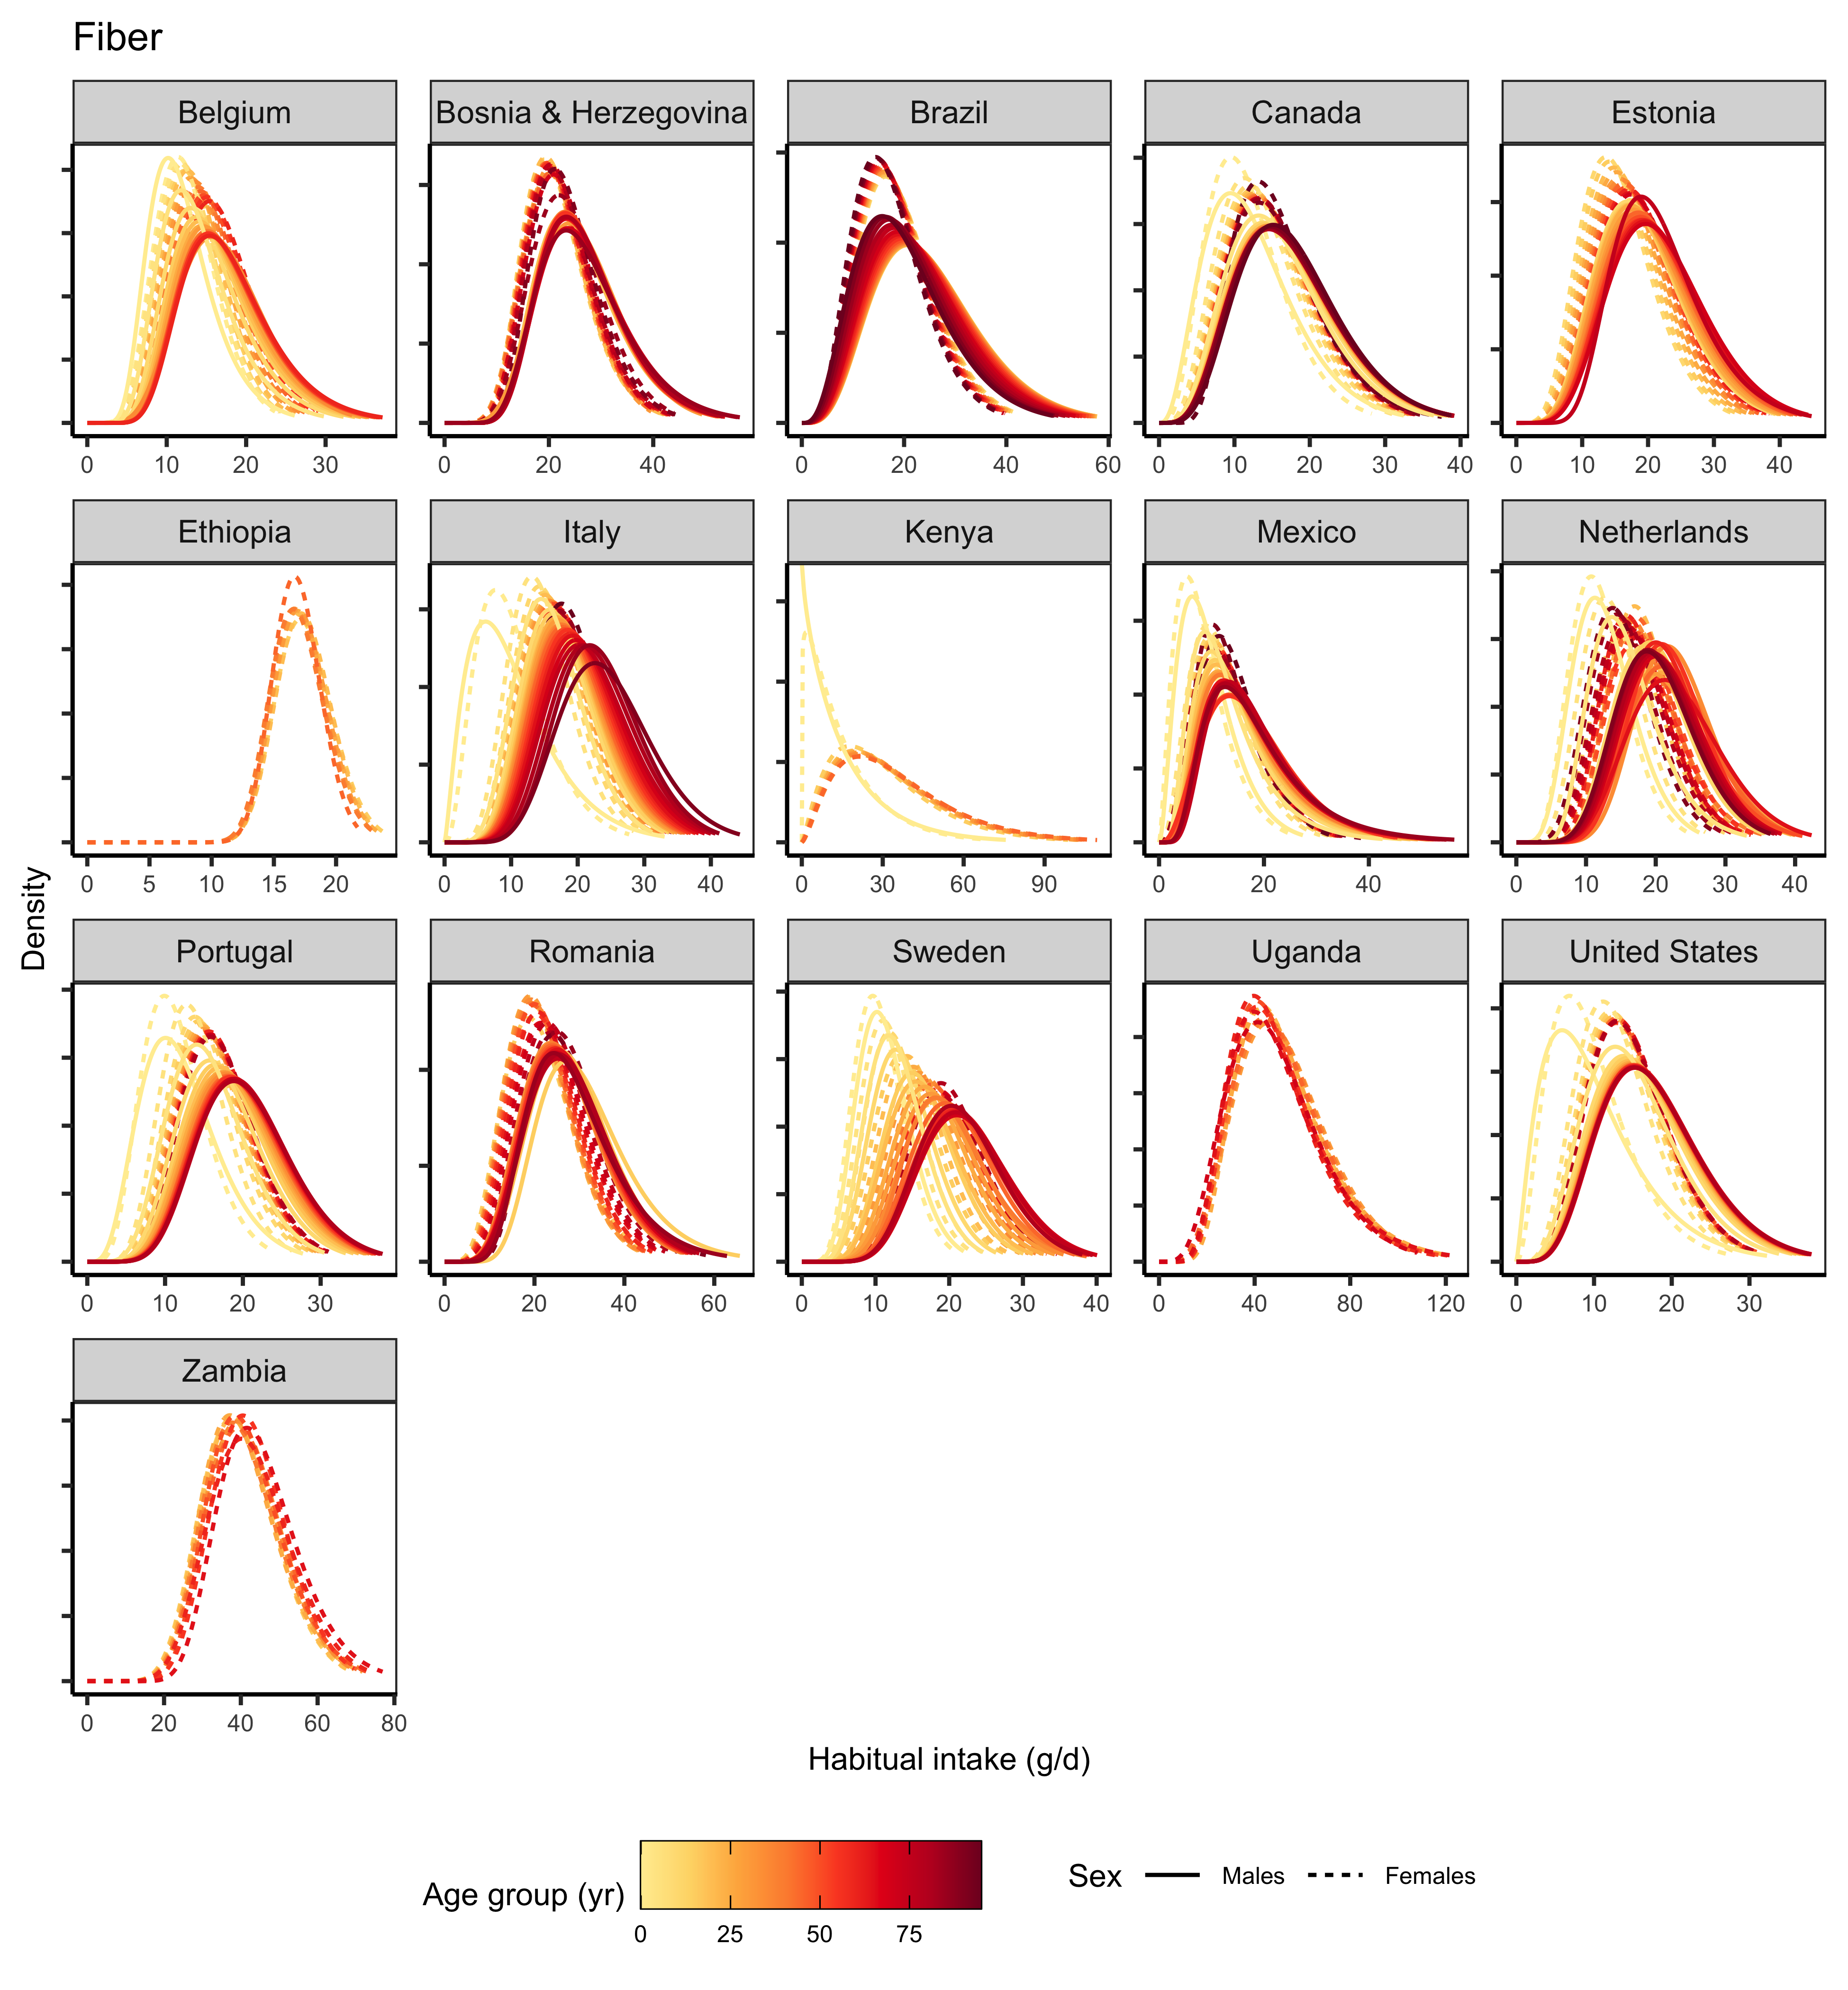 Fiber
Belgium Bosnia & Herzegovina Brazil Canada Estonia
0 10 20 30 0 20 40 0 20 40 60 0 10 20 30 40 0 10 20 30 40
Ethiopia Italy Kenya Mexico Netherlands
0 5 10 15 20 0 10 20 30 40 0 30 60 90 0 20 40 0 10 20 30 40
Density
Portugal Romania Sweden Uganda United States
0 10 20 30 0 20 40 60 0 10 20 30 40 0 40 80 120 0 10 20 30
Zambia
0 20 40 60 80
Habitual intake (g/d)
Age group (yr)
0 25 50 75
Sex Males Females